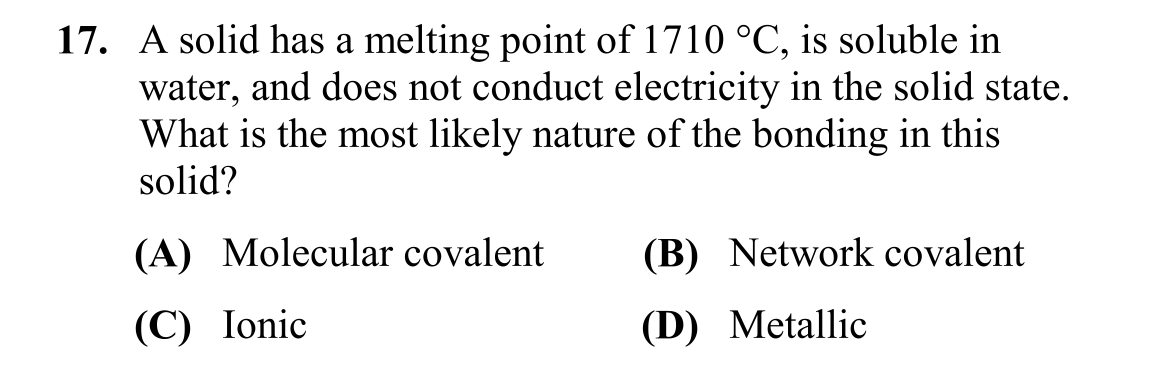 17. A solid has a melting point of 1710 °C, is soluble in
water, and does not conduct electricity in the solid state.
What is the most likely nature of the bonding in this
solid?
(A) Molecular covalent (B) Network covalent
(C) Ionic (D) Metallic